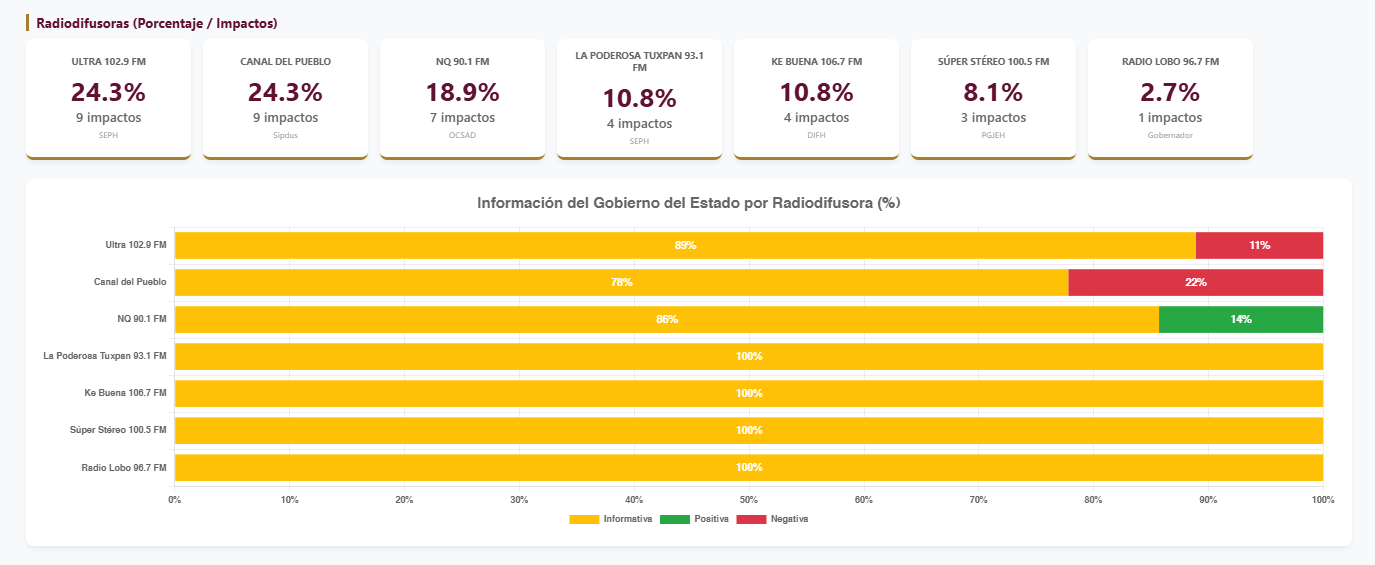 Radiodifusoras (Porcentaje / Impactos)
ULTRA 102.9 FM
24.3%
9 impactos
SEPH
CANAL DEL PUEBLO
24.3%
9 impactos
Sipdus
NQ 90.1 FM
18.9%
7 impactos
OCSAD
LA PODEROSA TUXPAN 93.1
FM
10.8%
4 impactos
SEPH
KE BUENA 106.7 FM
10.8%
4 impactos
DIFH
SÚPER STÉREO 100.5 FM
8.1%
3 impactos
PGJEH
RADIO LOBO 96.7 FM
2.7%
1 impactos
Gobernador
Información del Gobierno del Estado por Radiodifusora (%)
Ultra 102.9 FM 89% 11%
Canal del Pueblo 78% 22%
NQ 90.1 FM 86% 14%
La Poderosa Tuxpan 93.1 FM 100%
Ke Buena 106.7 FM 100%
Súper Stéreo 100.5 FM 100%
Radio Lobo 96.7 FM 100%
0% 10% 20% 30% 40% 50% 60% 70% 80% 90% 100%
Informativa Positiva Negativa